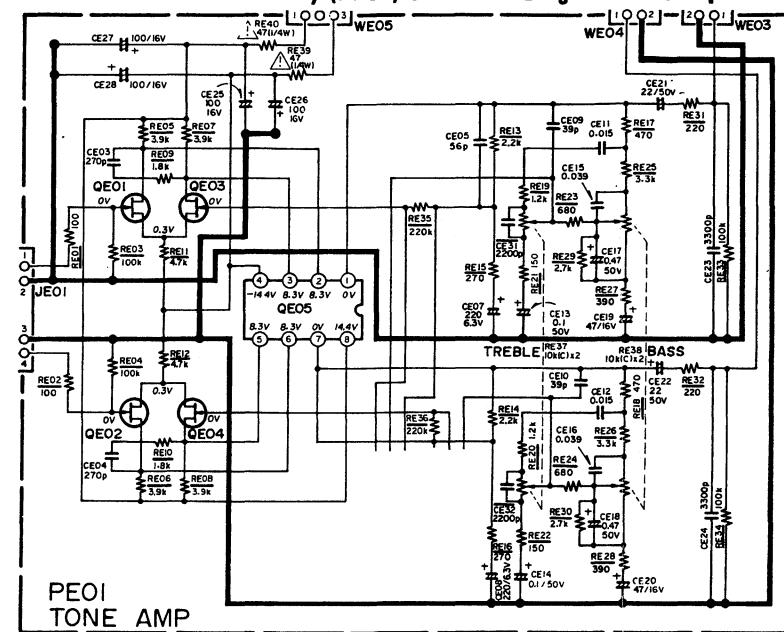 1 3 WE05
1 2
WE04
2 1
WE03
RE40
47(1/4W)
RE39
47
(1/4W)
CE27 100/16V
CE28 100/16V
CE25
100
16V
CE26
100
16V
CE21
22/50V
RE31
220
RE05
3.9k
RE07
3.9k
CE03
270p
RE09
1.8k
CE05
56p
RE13
2.2k
CE09
39p
CE11
0.015
RE17
470
CE15
0.039
RE25
3.3k
QE01
QE03
0V
0V
0.3V
RE01
100
RE03
100k
RE11
4.7k
RE35
220k
RE19
1.2k
RE23
680
CE31
2200p
RE21 150
RE29
2.7k
CE17
0.47
50V
RE15
270
RE27
390
CE07
220
6.3V
CE13
0.1
50V
CE19
47/16V
CE23
3300p
RE33
100k
1
2
JE01
3
4
4 3 2 1
-14.4V 8.3V 8.3V 0V
QE05
8.3V 8.3V 0V 14.4V
5 6 7 8
TREBLE
RE37
10k(C)x2
RE38
10k(C)x2
BASS
RE04
100k
RE12
4.7k
RE02
100
0.3V
0V
0V
QE02
QE04
RE10
1.8k
CE04
270p
RE06
3.9k
RE08
3.9k
RE36
220k
CE10
39p
CE12
0.015
RE18
470
CE22
22
50V
RE32
220
RE14
2.2k
CE16
0.039
RE26
3.3k
RE20 1.2k
RE24
680
CE32
2200p
RE30
2.7k
CE18
0.47
50V
RE16
270
RE22
150
RE28
390
CE08
220/6.3V
CE14
0.1/50V
CE20
47/16V
CE24
3300p
RE34
100k
PE01
TONE AMP